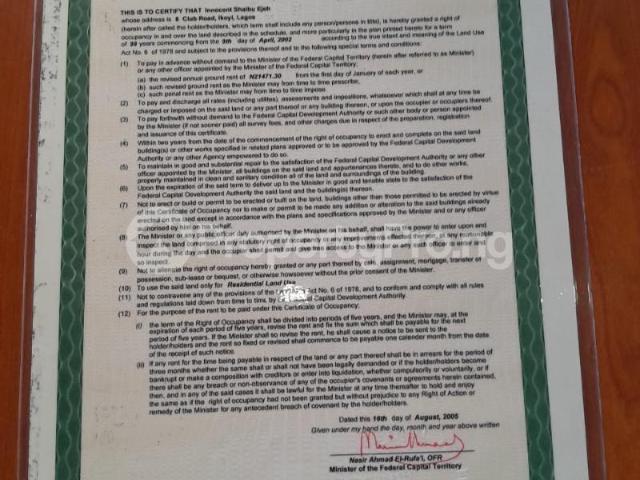 THIS IS TO CERTIFY THAT Innocent Shaibu Ejeh
whose address is 6 Club Road, Ikoyi, Lagos
(herein after called the holder/holders, which term shall include any person/persons in title), is hereby granted a right of
occupancy in and over the land described in the schedule, and more particularly in the plan printed hereto for a term
of 99 years commencing from the 9th day of April, 2002 according to the true intent and meaning of the Land Use
Act No. 6 of 1978 and subject to the provisions thereof and to the following special terms and conditions:
(1) To pay in advance without demand to the Minister of the Federal Capital Territory (herein after referred to as Minister)
or any other officer appointed by the Minister of the Federal Capital Territory:
(a) the revised annual ground rent of N21471.30 from the first day of January of each year, or
(b) such revised ground rent as the Minister may from time to time prescribe,
(c) such penal rent as the Minister may from time to time impose.
(2) To pay and discharge all rates (including utilities), assessments and impositions, whatsoever which shall at any time be
charged or imposed on the said land or any part thereof or any building thereon, or upon the occupier or occupiers thereof.
(3) To pay forthwith without demand to the Federal Capital Development Authority or such other body or person appointed
by the Minister (if not sooner paid) all survey fees, and other charges due in respect of the preparation, registration
and issuance of this certificate.
(4) Within two years from the date of the commencement of the right of occupancy to erect and complete on the said land
building(s) or other works specified in related plans approved or to be approved by the Federal Capital Development
Authority or any other Agency empowered to do so.
(5) To maintain in good and substantial repair to the satisfaction of the Federal Capital Development Authority or any other
officer appointed by the Minister, all buildings on the said land and appurtenances thereto, and to do other works,
properly maintained in clean and sanitary condition all of the land and surroundings of the building.
(6) Upon the expiration of the said term to deliver up to the Minister in good and tenable state to the satisfaction of the
Federal Capital Development Authority the said land and the building(s) thereon.
(7) Not to erect or build or permit to be erected or built on the land, buildings other than those permitted to be erected by virtue
of this Certificate of Occupancy nor to make or permit to be made any addition or alteration to the said buildings already
erected on the land except in accordance with the plans and specifications approved by the Minister and or any officer
authorised by him on his behalf.
(8) The Minister or any public officer duly authorised by the Minister on his behalf, shall have the power to enter upon and
inspect the land comprised in any statutory right of occupancy or any improvements effected thereon, at any reasonable
hour during the day and the occupier shall permit and give free access to the Minister or any such officer to enter and
so inspect.
(9) Not to alienate the right of occupancy hereby granted or any part thereof by sale, assignment, mortgage, transfer of
possession, sub-lease or bequest, or otherwise howsoever without the prior consent of the Minister.
(10) To use the said land only for Residential Land Use
(11) Not to contravene any of the provisions of the Act No. 6 of 1978, and to conform and comply with all rules
and regulations laid down from time to time, by Federal Capital Development Authority.
(12) For the purpose of the rent to be paid under this Certificate of Occupancy:
(i) the term of the Right of Occupancy shall be divided into periods of five years, and the Minister may, at the
expiration of each period of five years, revise the rent and fix the sum which shall be payable for the next
period of five years. If the Minister shall so revise the rent, he shall cause a notice to be sent to the
holder/holders and the rent so fixed or revised shall commence to be payable one calendar month from the date
of the receipt of such notice.
(ii) If any rent for the time being payable in respect of the land or any part thereof shall be in arrears for the period of
three months whether the same shall or shall not have been legally demanded or if the holder/holders become
bankrupt or make a composition with creditors or enter into liquidation, whether compulsorily or voluntarily, or if
there shall be any breach or non-observance of any of the occupier's covenants or agreements herein contained,
then, and in any of the said cases it shall be lawful for the Minister at any time thereafter to hold and enjoy
the same as if the right of occupancy had not been granted but without prejudice to any Right of Action or
remedy of the Minister for any antecedent breach of covenant by the holder/holders.
Dated this 16th day of August, 2005
Given under my hand the day, month and year above written
Nasir Ahmad El-Rufa'i, OFR
Minister of the Federal Capital Territory